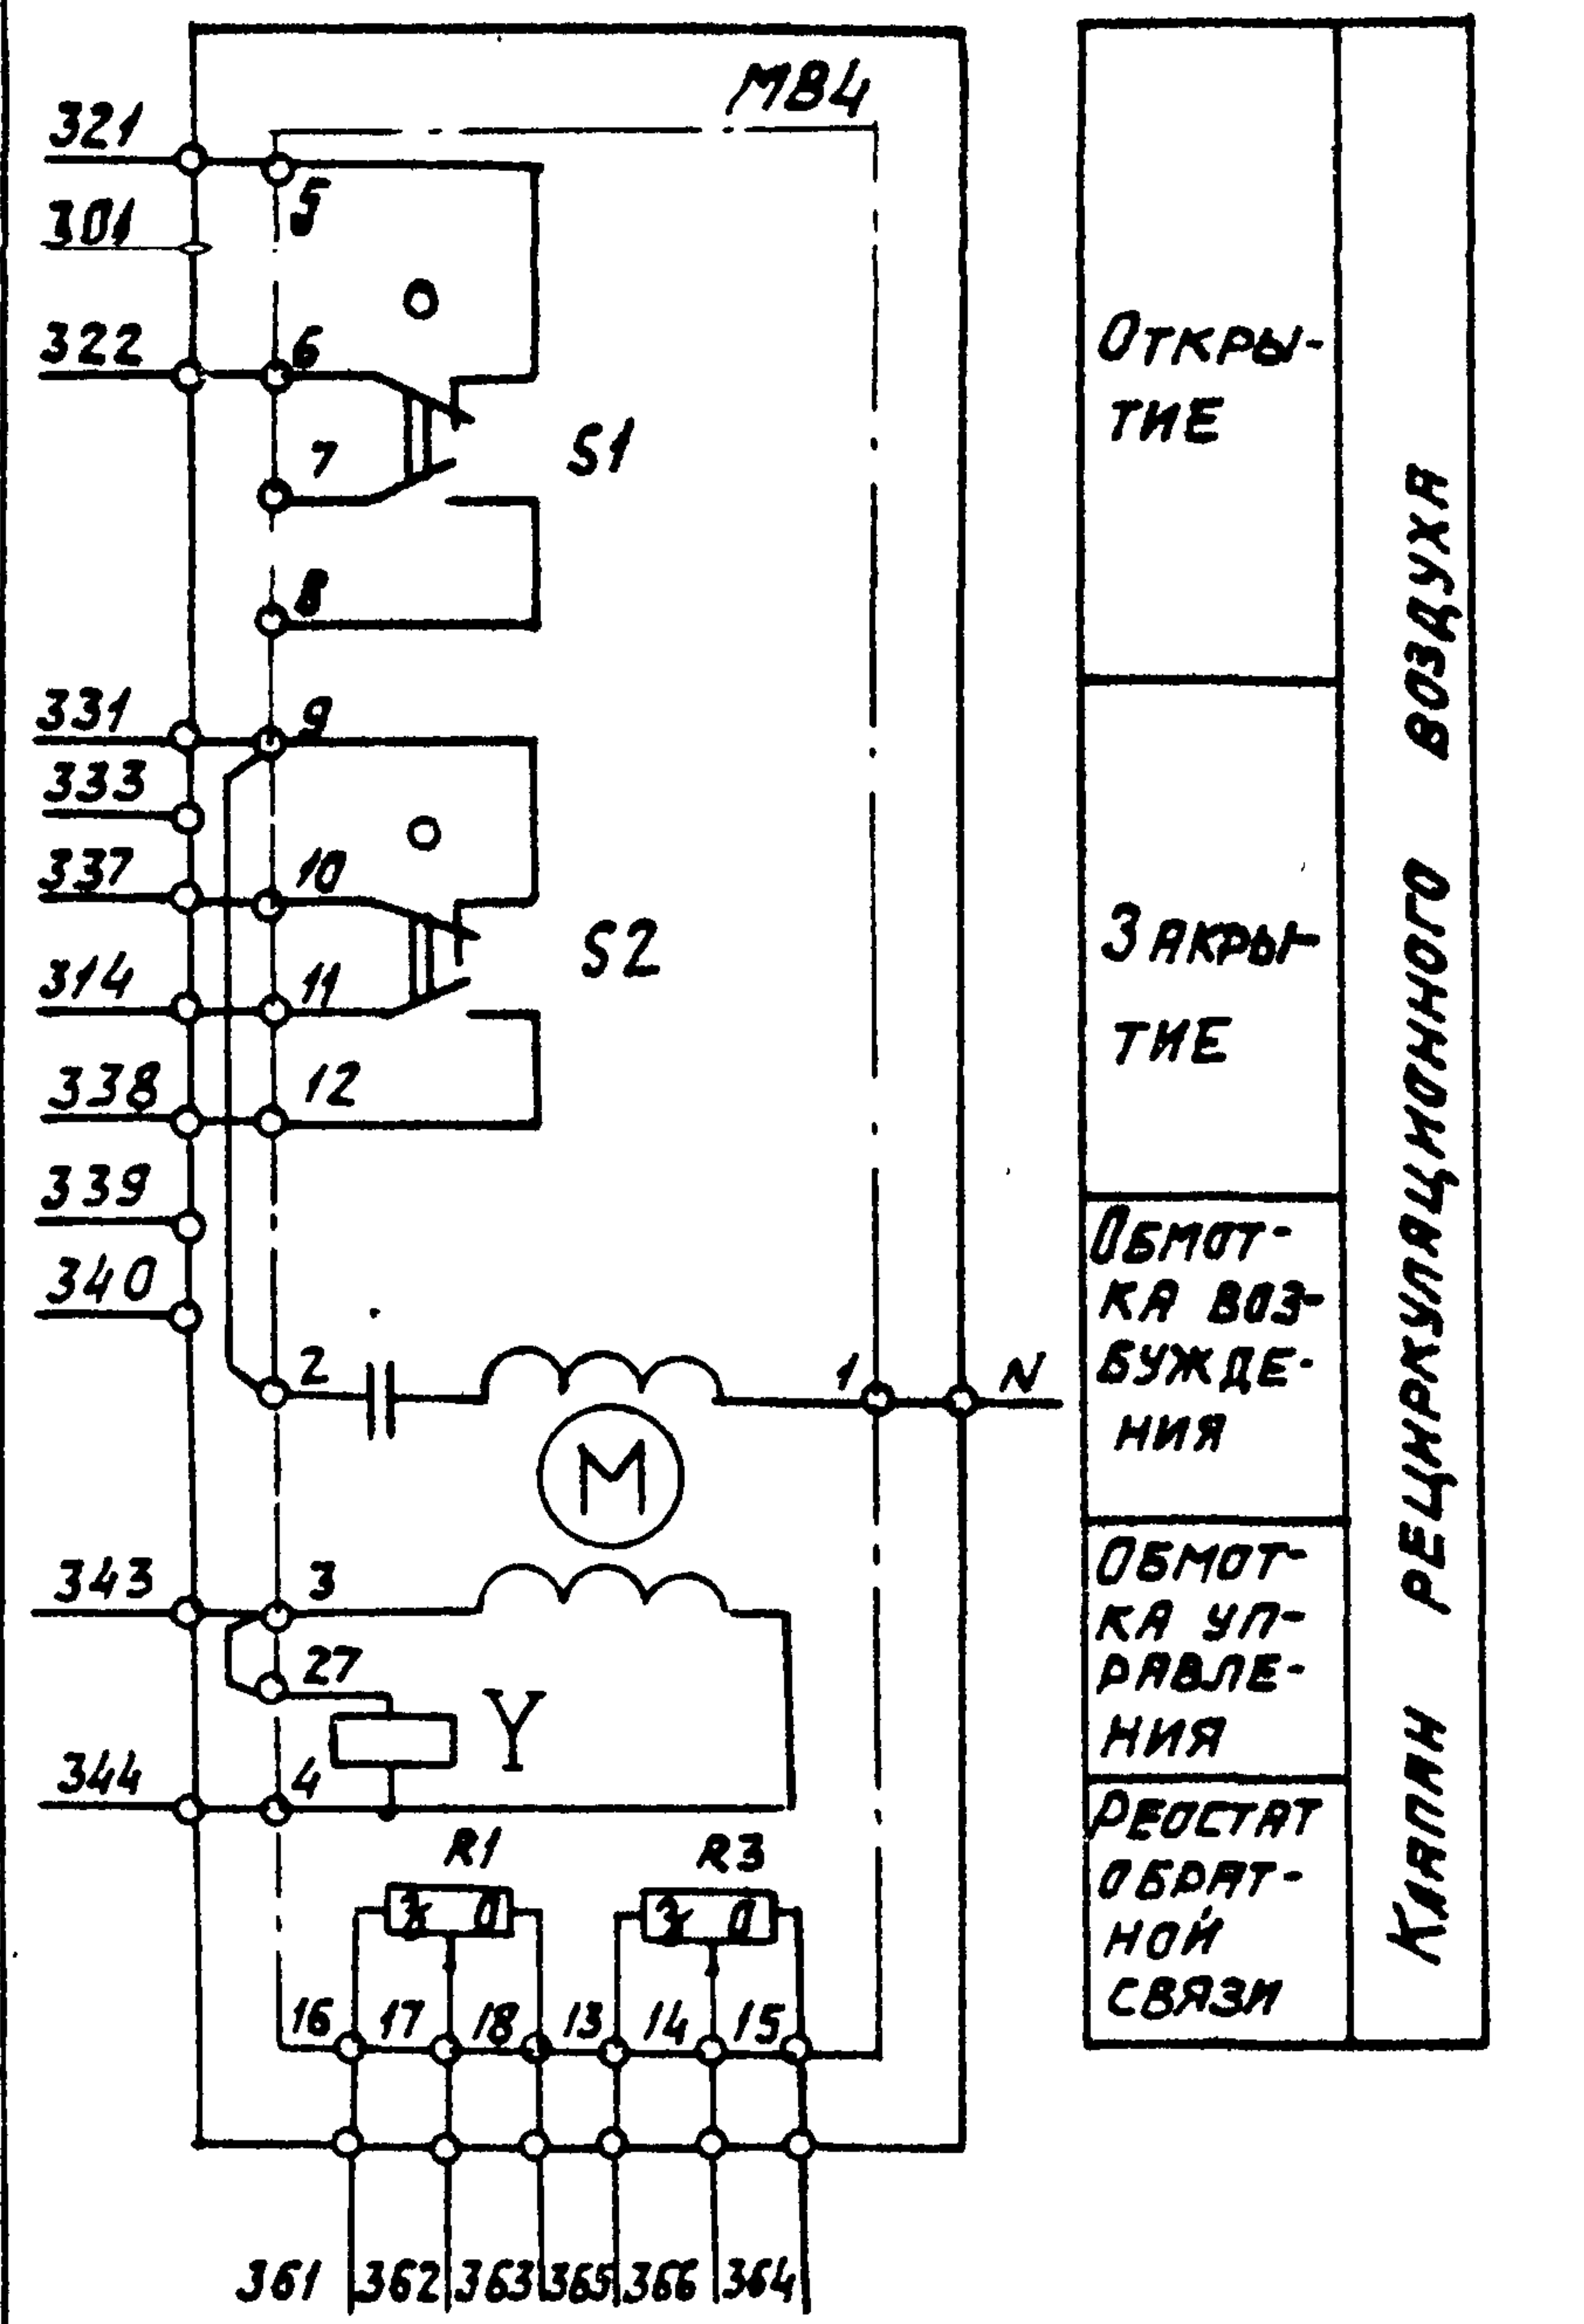 МВ4
321
5
301
322
6
7
S1
8
331
9
333
337
10
S2
314
11
338
12
339
340
2
1
N
М
343
3
27
Y
344
4
R1
R3
З
О
З
О
16
17
18
13
14
15
361
362
363
365
366
364
Откры-
тие
Закры-
тие
Обмот-
ка воз-
бужде-
ния
Обмот-
ка уп-
равле-
ния
Реостат
обрат-
ной
связи
Клапан рециркуляционного воздуха